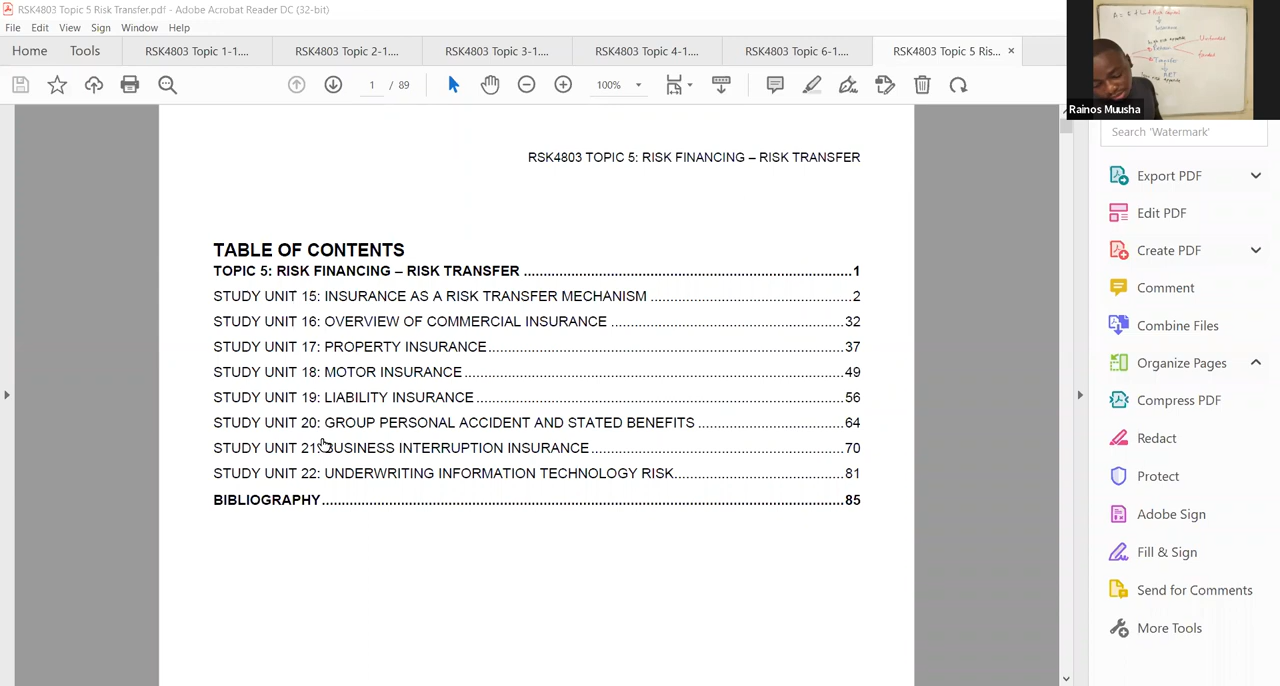 RSK4803 Topic 5 Risk Transfer.pdf - Adobe Acrobat Reader DC (32-bit)
File Edit View Sign Window Help
Home Tools RSK4803 Topic 1-1.... RSK4803 Topic 2-1.... RSK4803 Topic 3-1.... RSK4803 Topic 4-1.... RSK4803 Topic 6-1.... RSK4803 Topic 5 Ris... ×
1 / 89 100%
Retain
Unfunded
funded
Transfer
ART
Rainos Muusha
Search 'Watermark'
RSK4803 TOPIC 5: RISK FINANCING – RISK TRANSFER
TABLE OF CONTENTS
TOPIC 5: RISK FINANCING – RISK TRANSFER ....................................................................................1
STUDY UNIT 15: INSURANCE AS A RISK TRANSFER MECHANISM ..................................................2
STUDY UNIT 16: OVERVIEW OF COMMERCIAL INSURANCE ..........................................................32
STUDY UNIT 17: PROPERTY INSURANCE.........................................................................................37
STUDY UNIT 18: MOTOR INSURANCE ...............................................................................................49
STUDY UNIT 19: LIABILITY INSURANCE .............................................................................................56
STUDY UNIT 20: GROUP PERSONAL ACCIDENT AND STATED BENEFITS .....................................64
STUDY UNIT 21: BUSINESS INTERRUPTION INSURANCE................................................................70
STUDY UNIT 22: UNDERWRITING INFORMATION TECHNOLOGY RISK...........................................81
BIBLIOGRAPHY....................................................................................................................................85
Export PDF
Edit PDF
Create PDF
Comment
Combine Files
Organize Pages
Compress PDF
Redact
Protect
Adobe Sign
Fill & Sign
Send for Comments
More Tools